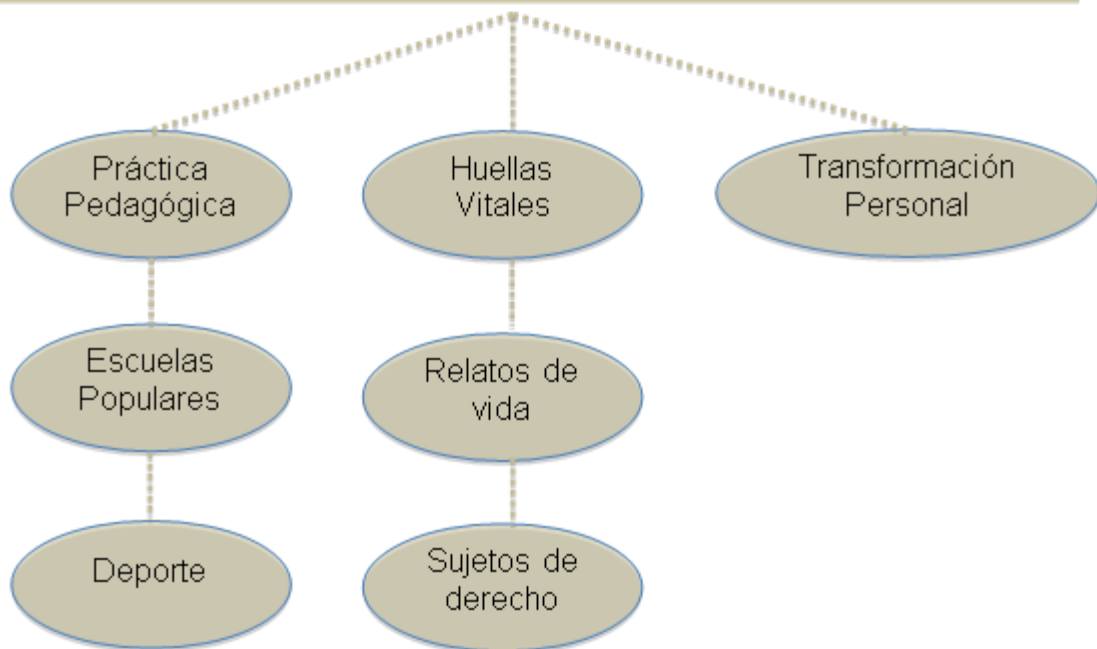 Práctica
Pedagógica
Huellas
Vitales
Transformación
Personal
Escuelas
Populares
Relatos de
vida
Deporte
Sujetos de
derecho